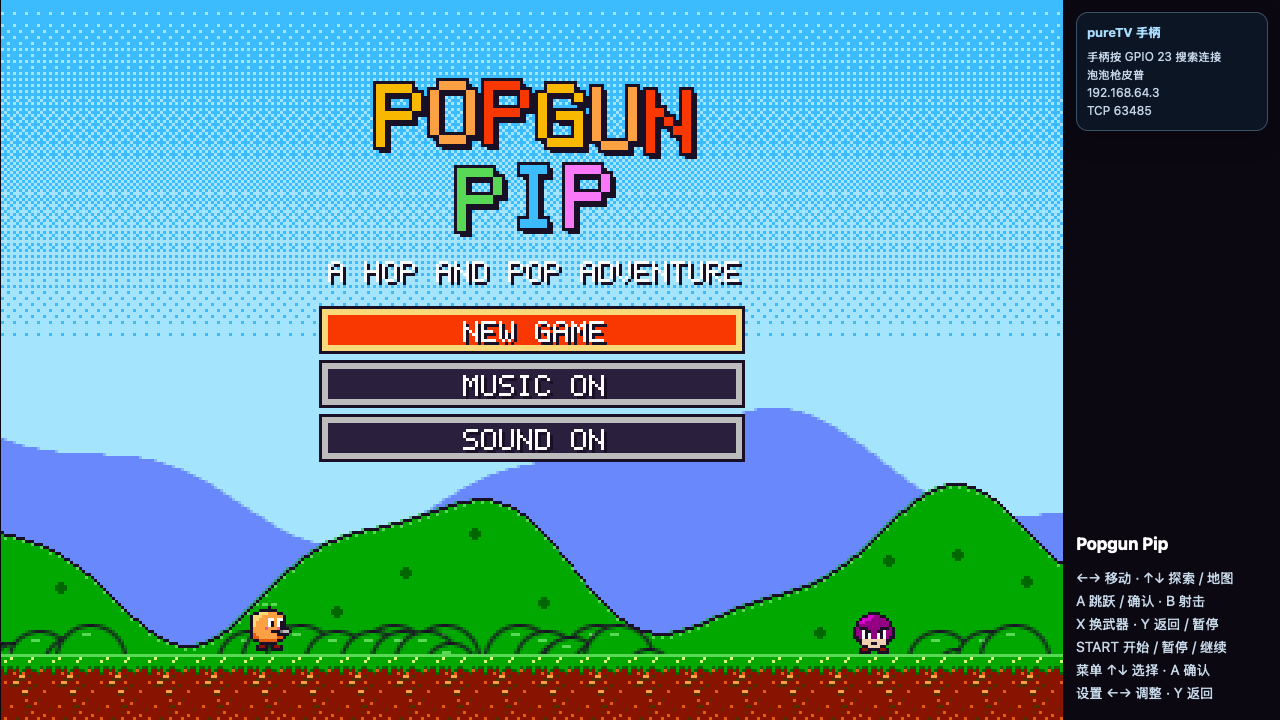 POPGUN
PIP
A HOP AND POP ADVENTURE
NEW GAME
MUSIC ON
SOUND ON
pureTV 手柄
手柄按 GPIO 23 搜索连接
泡泡枪皮普
192.168.64.3
TCP 63485
Popgun Pip
←→ 移动 · ↑↓ 探索 / 地图
A 跳跃 / 确认 · B 射击
X 换武器 · Y 返回 / 暂停
START 开始 / 暂停 / 继续
菜单 ↑↓ 选择 · A 确认
设置 ←→ 调整 · Y 返回